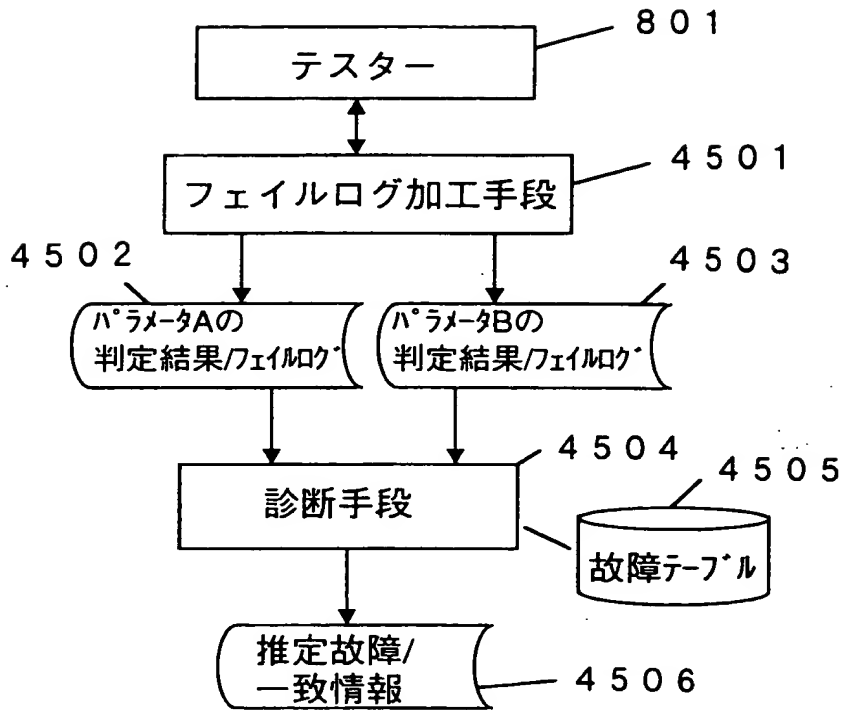 801
テスター
4501
フェイルログ加工手段
4502
4503
ﾊﾟﾗﾒｰﾀAの
判定結果/ﾌｪｲﾙﾛｸﾞ
ﾊﾟﾗﾒｰﾀBの
判定結果/ﾌｪｲﾙﾛｸﾞ
4504
4505
診断手段
故障ﾃｰﾌﾞﾙ
推定故障/
一致情報
4506